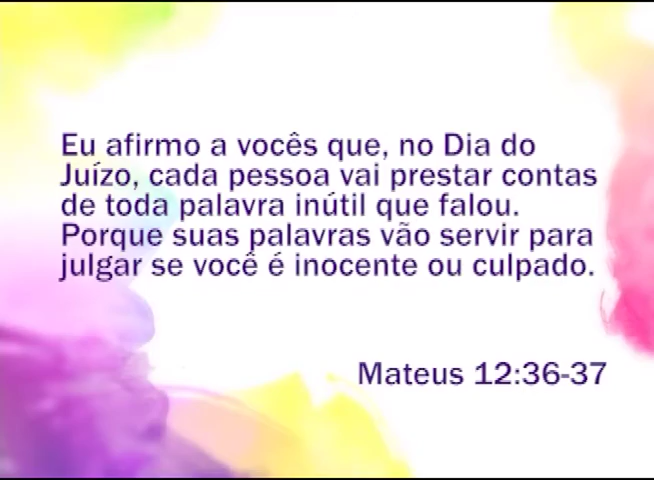 Eu afirmo a vocês que, no Dia do
Juízo, cada pessoa vai prestar contas
de toda palavra inútil que falou.
Porque suas palavras vão servir para
julgar se você é inocente ou culpado.
Mateus 12:36-37